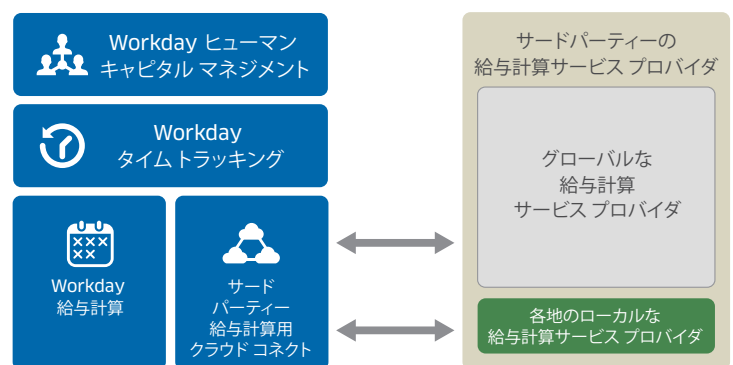 Workday ヒューマン
キャピタル マネジメント
Workday
タイム トラッキング
Workday
給与計算
サード
パーティー
給与計算用
クラウド コネクト
サードパーティーの
給与計算サービス プロバイダ
グローバルな
給与計算
サービス プロバイダ
各地のローカルな
給与計算サービス プロバイダ